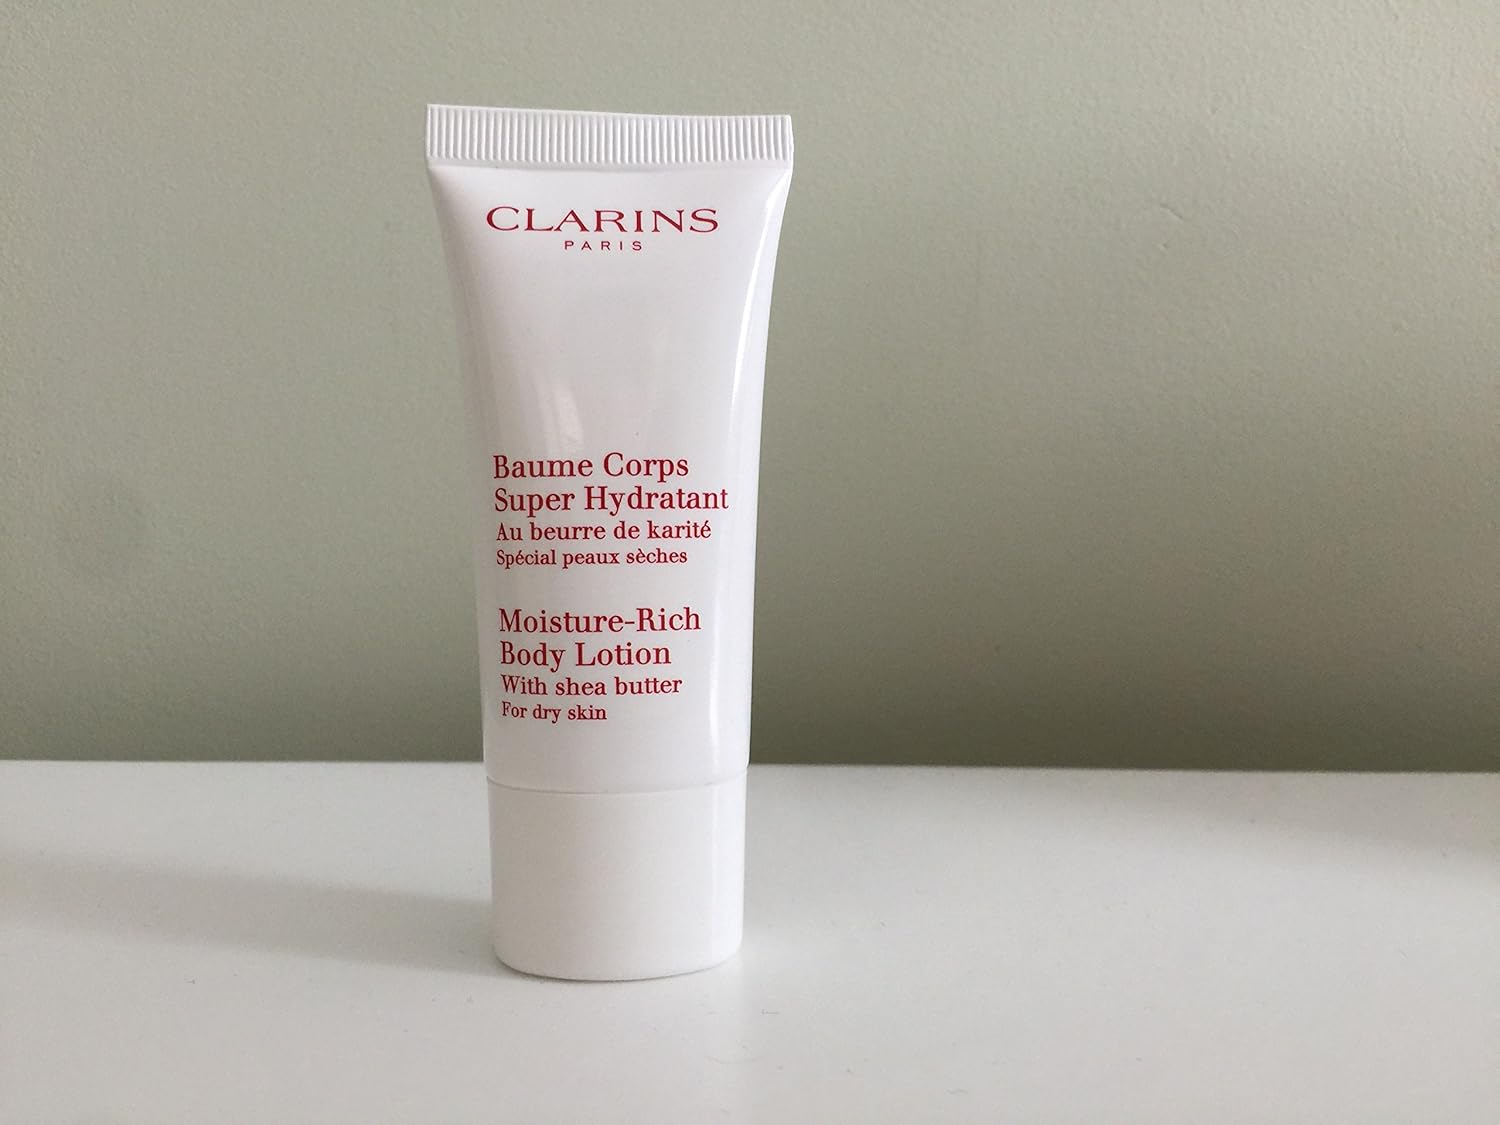 CLARINS
PARIS
Baume Corps
Super Hydratant
Au beurre de karité
Spécial peaux sèches
Moisture-Rich
Body Lotion
With shea butter
For dry skin